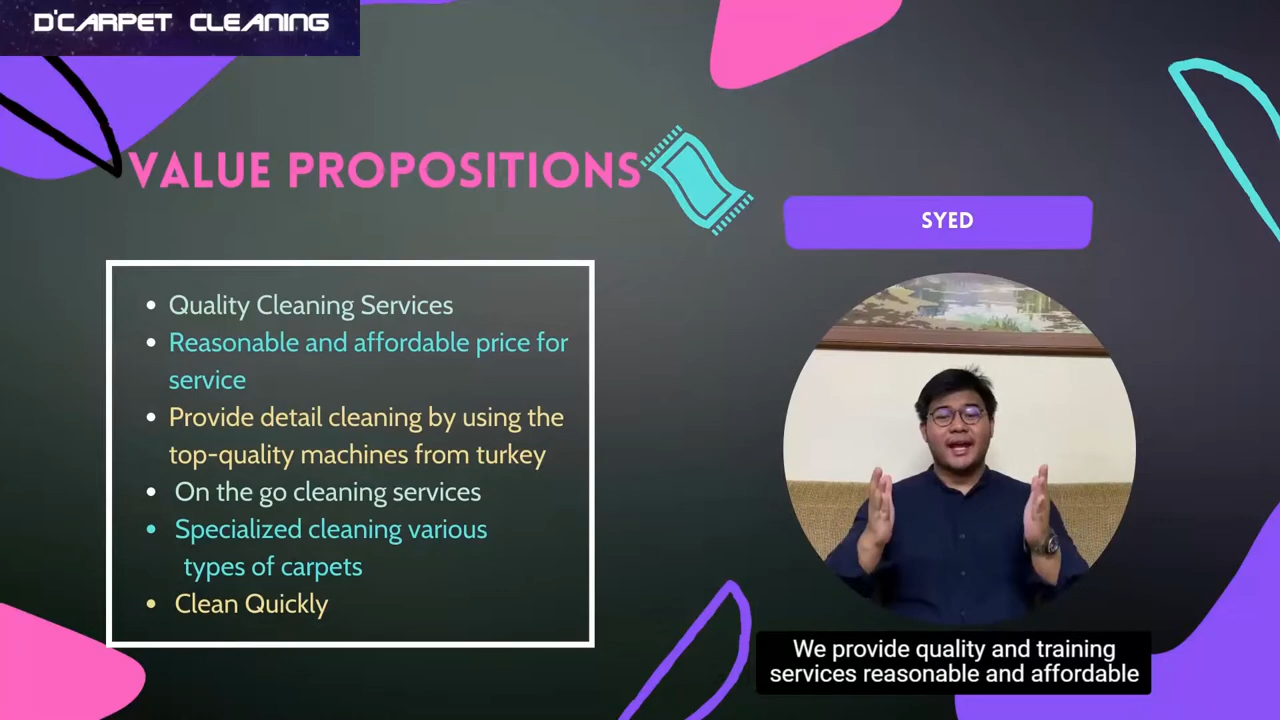 D'CARPET CLEANING
VALUE PROPOSITIONS
SYED
Quality Cleaning Services
Reasonable and affordable price for
service
Provide detail cleaning by using the
top-quality machines from turkey
On the go cleaning services
Specialized cleaning various
types of carpets
Clean Quickly
We provide quality and training
services reasonable and affordable